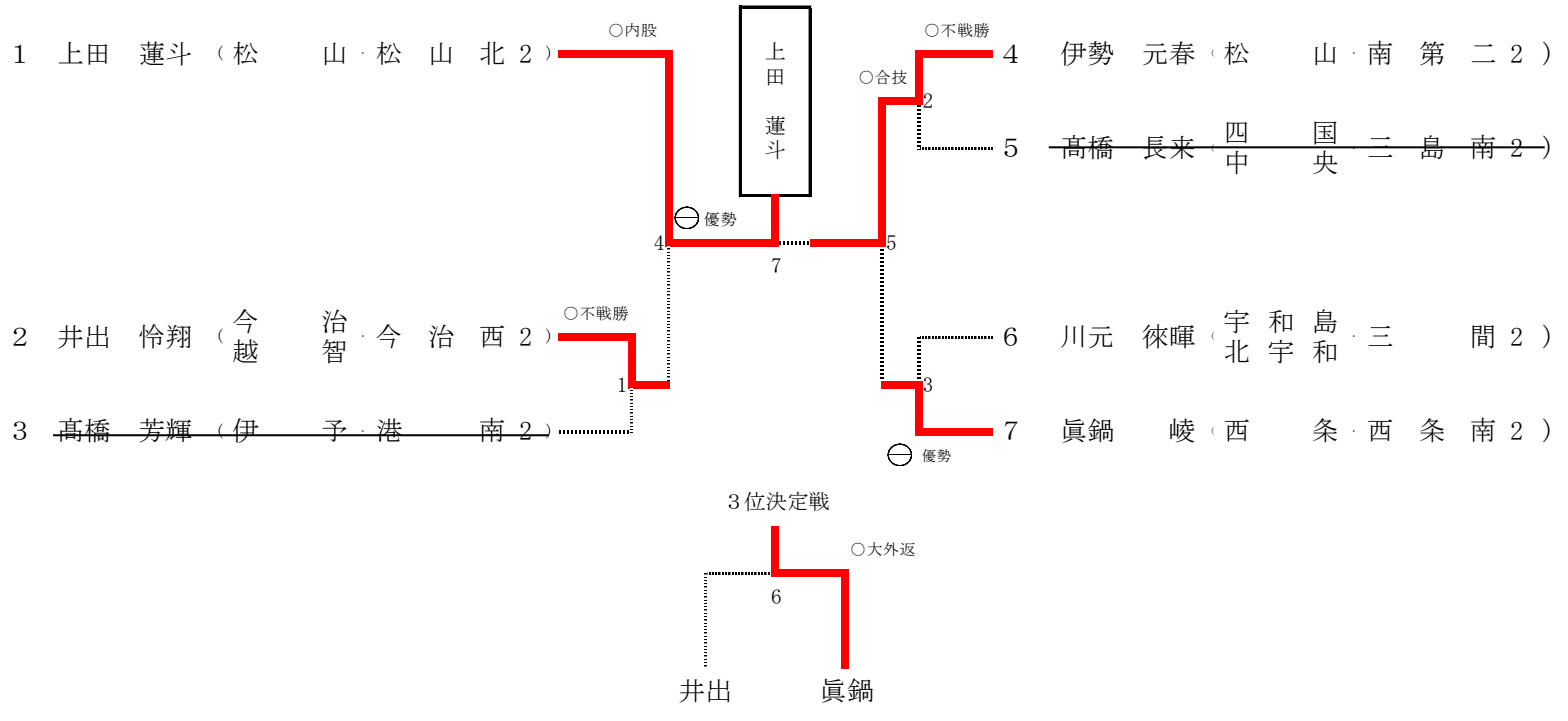 ○内股
○不戦勝
1 上田 蓮斗 (松 山・松 山 北 2)
上田 蓮斗
4 伊勢 元春 (松 山・南 第 二 2)
○合技
2
5 髙橋 長来 (四国中央・三 島 南 2)
優勢
4
7
5
○不戦勝
2 井出 怜翔 (今治越智・今 治 西 2)
6 川元 徠暉 (宇和島北宇和・三 間 2)
1
3
3 髙橋 芳輝 (伊 予・港 南 2)
7 眞鍋 崚 (西 条・西 条 南 2)
優勢
３位決定戦
○大外返
6
井出 眞鍋